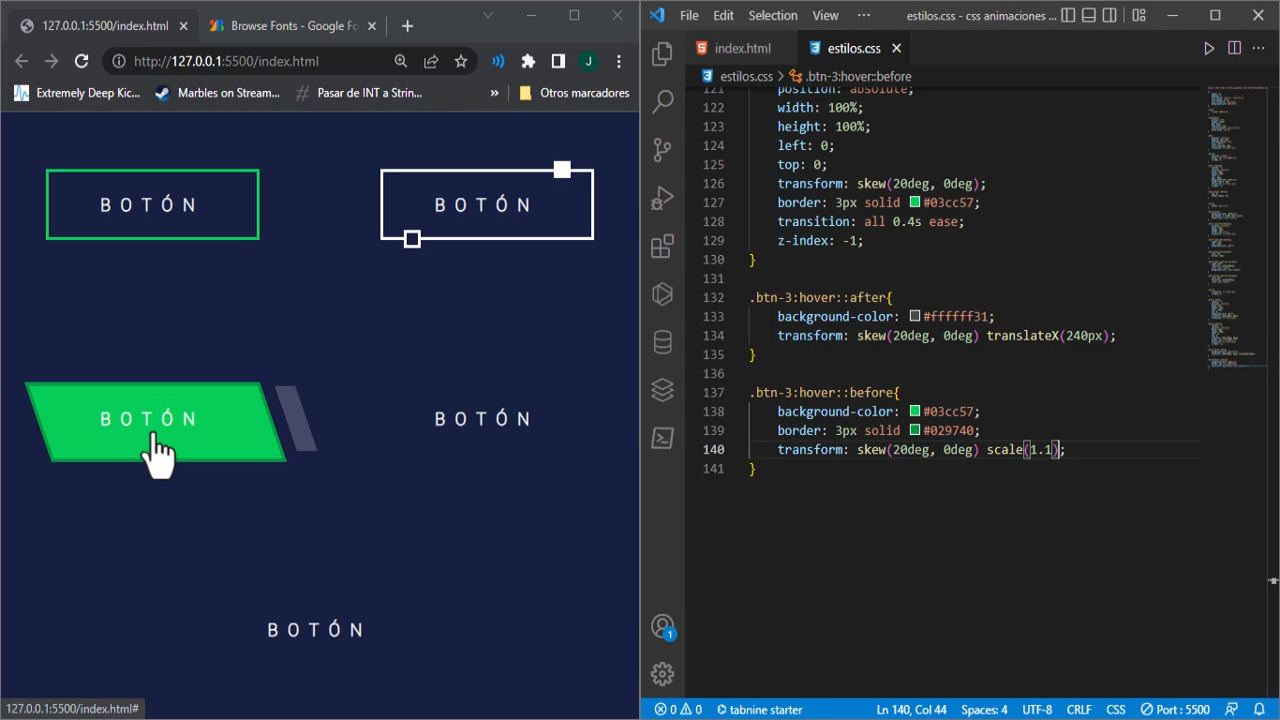 127.0.0.1:5500/index.html
Browse Fonts - Google Fo
http://127.0.0.1:5500/index.html
J
Extremely Deep Kic...
Marbles on Stream...
Pasar de INT a Strin...
»
Otros marcadores
BOTÓN
BOTÓN
BOTÓN
BOTÓN
BOTÓN
127.0.0.1:5500/index.html#
File Edit Selection View ···
estilos.css - css animaciones ...
index.html
estilos.css
estilos.css > .btn-3:hover::before
121 position: absolute;
122 width: 100%;
123 height: 100%;
124 left: 0;
125 top: 0;
126 transform: skew(20deg, 0deg);
127 border: 3px solid #03cc57;
128 transition: all 0.4s ease;
129 z-index: -1;
130 }
131
132 .btn-3:hover::after{
133 background-color: #ffffff31;
134 transform: skew(20deg, 0deg) translateX(240px);
135 }
136
137 .btn-3:hover::before{
138 background-color: #03cc57;
139 border: 3px solid #029740;
140 transform: skew(20deg, 0deg) scale(1.1);
141 }
1
0 0 tabnine starter Ln 140, Col 44 Spaces: 4 UTF-8 CRLF CSS Port : 5500